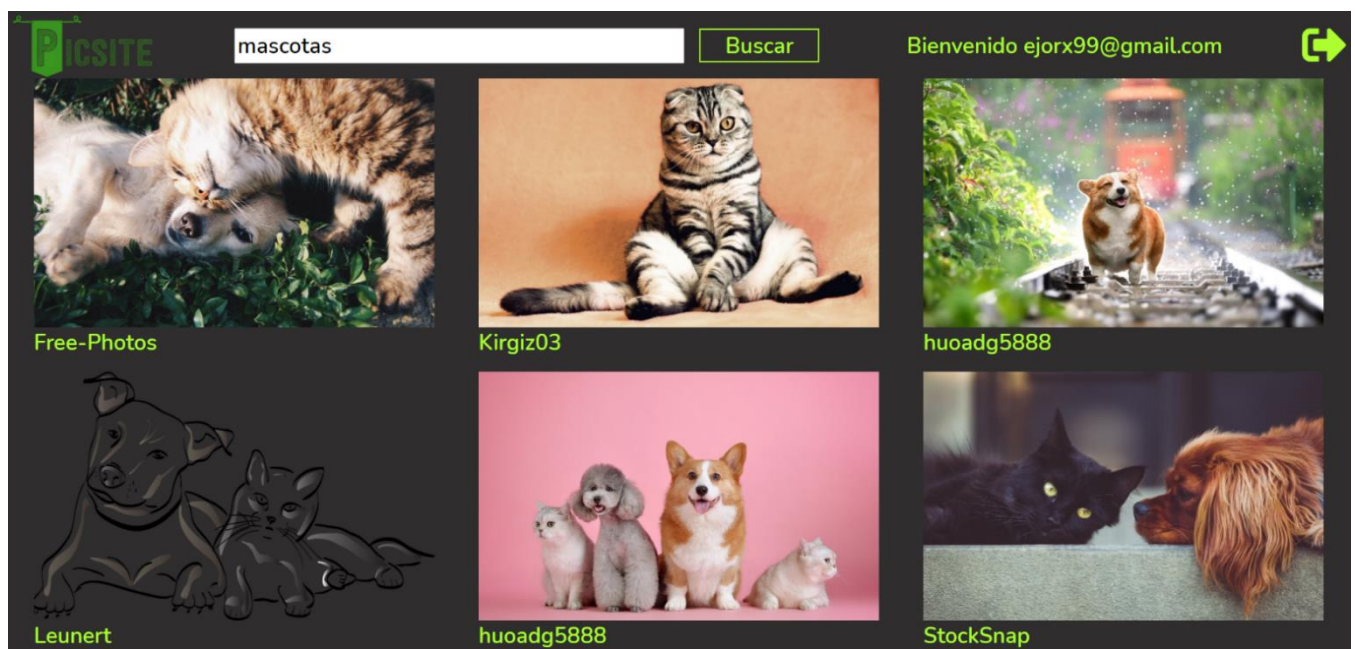 PICSITE
mascotas
Buscar
Bienvenido ejorx99@gmail.com
Free-Photos
Kirgiz03
huoadg5888
Leunert
huoadg5888
StockSnap